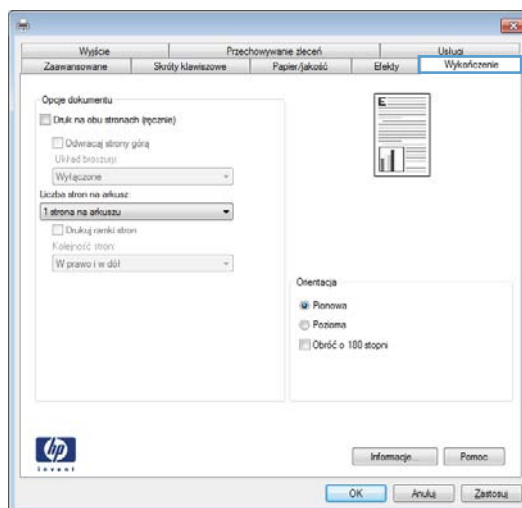 Wyjście Przechowywanie zleceń Usługi
Zaawansowane Skróty klawiszowe Papier/jakość Efekty Wykończenie
Opcje dokumentu
Druk na obu stronach (ręcznie)
Odwracaj strony górą
Układ broszury:
Wyłączone
Liczba stron na arkusz:
1 strona na arkuszu
Drukuj ramki stron
Kolejność stron:
W prawo i w dół
E
Orientacja
Pionowa
Pozioma
Obróć o 180 stopni
hp
invent
Informacje... Pomoc
OK Anuluj Zastosuj